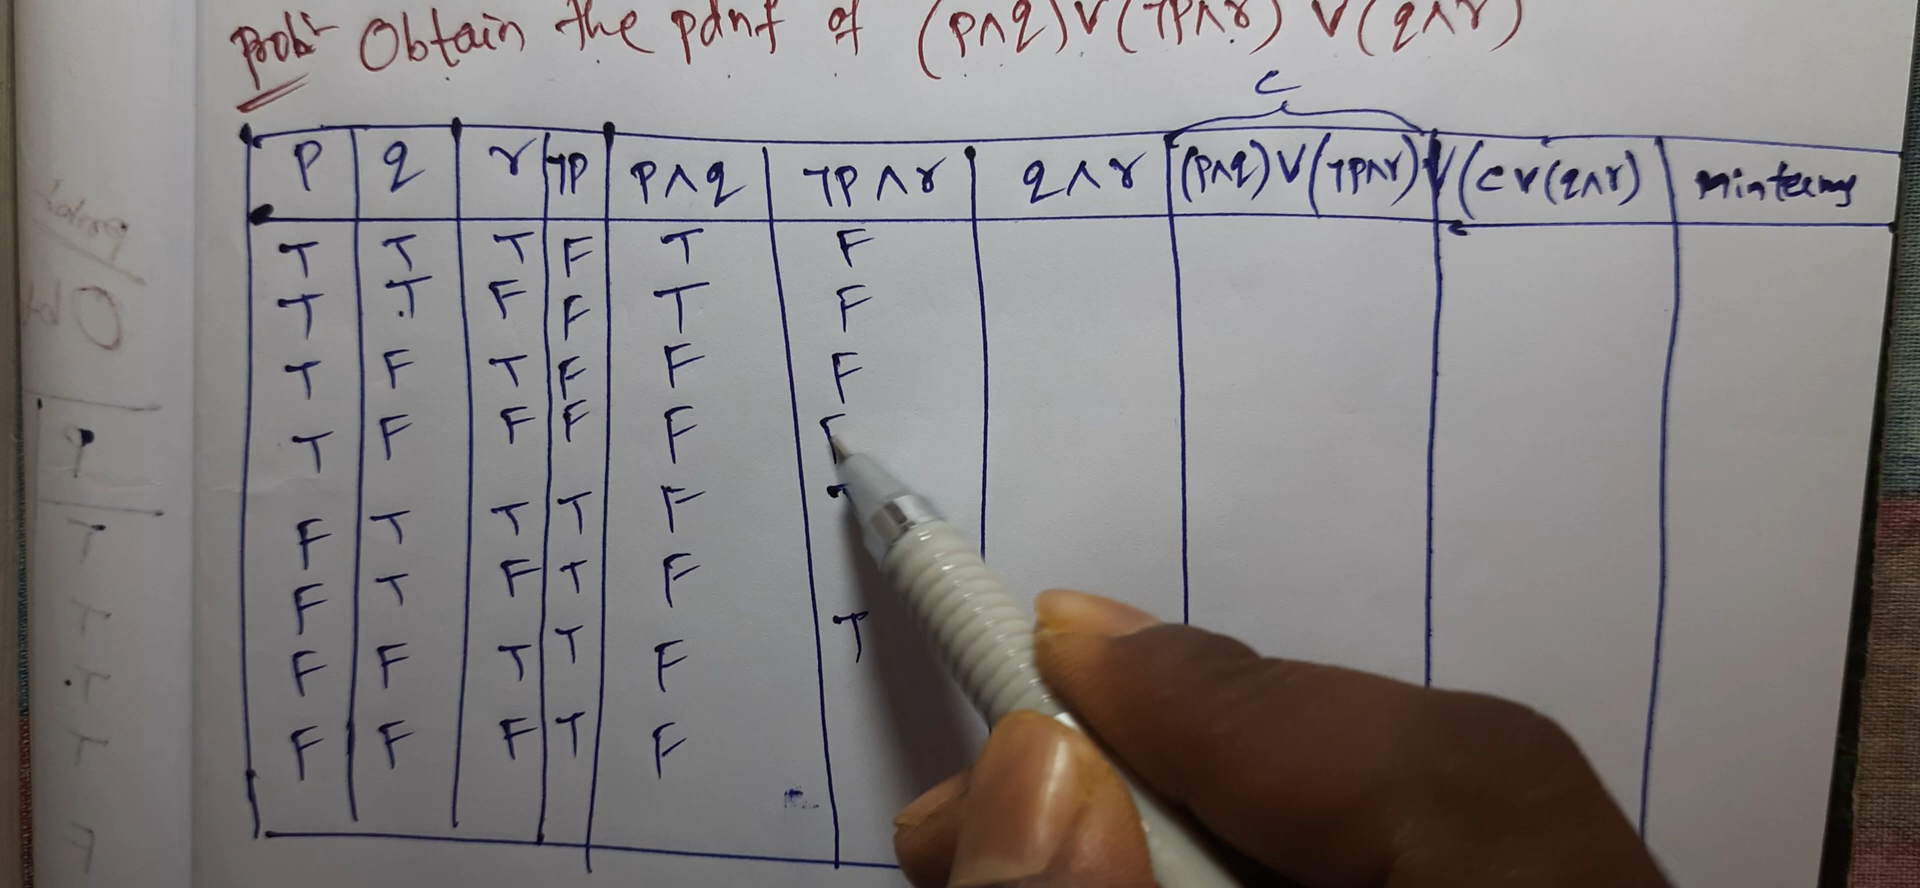 Prob:- Obtain the pdnf of (p∧q)∨(¬p∧r)∨(q∧r)
C
P q r ¬P p∧q ¬p∧r q∧r (p∧q)∨(¬p∧r) ∨(C∨(q∧r) Minterms
T T T F T F
T T F F T F
T F T F F F
T F F F F F
F T T T F T
F T F T F
F F T T F T
F F F T F